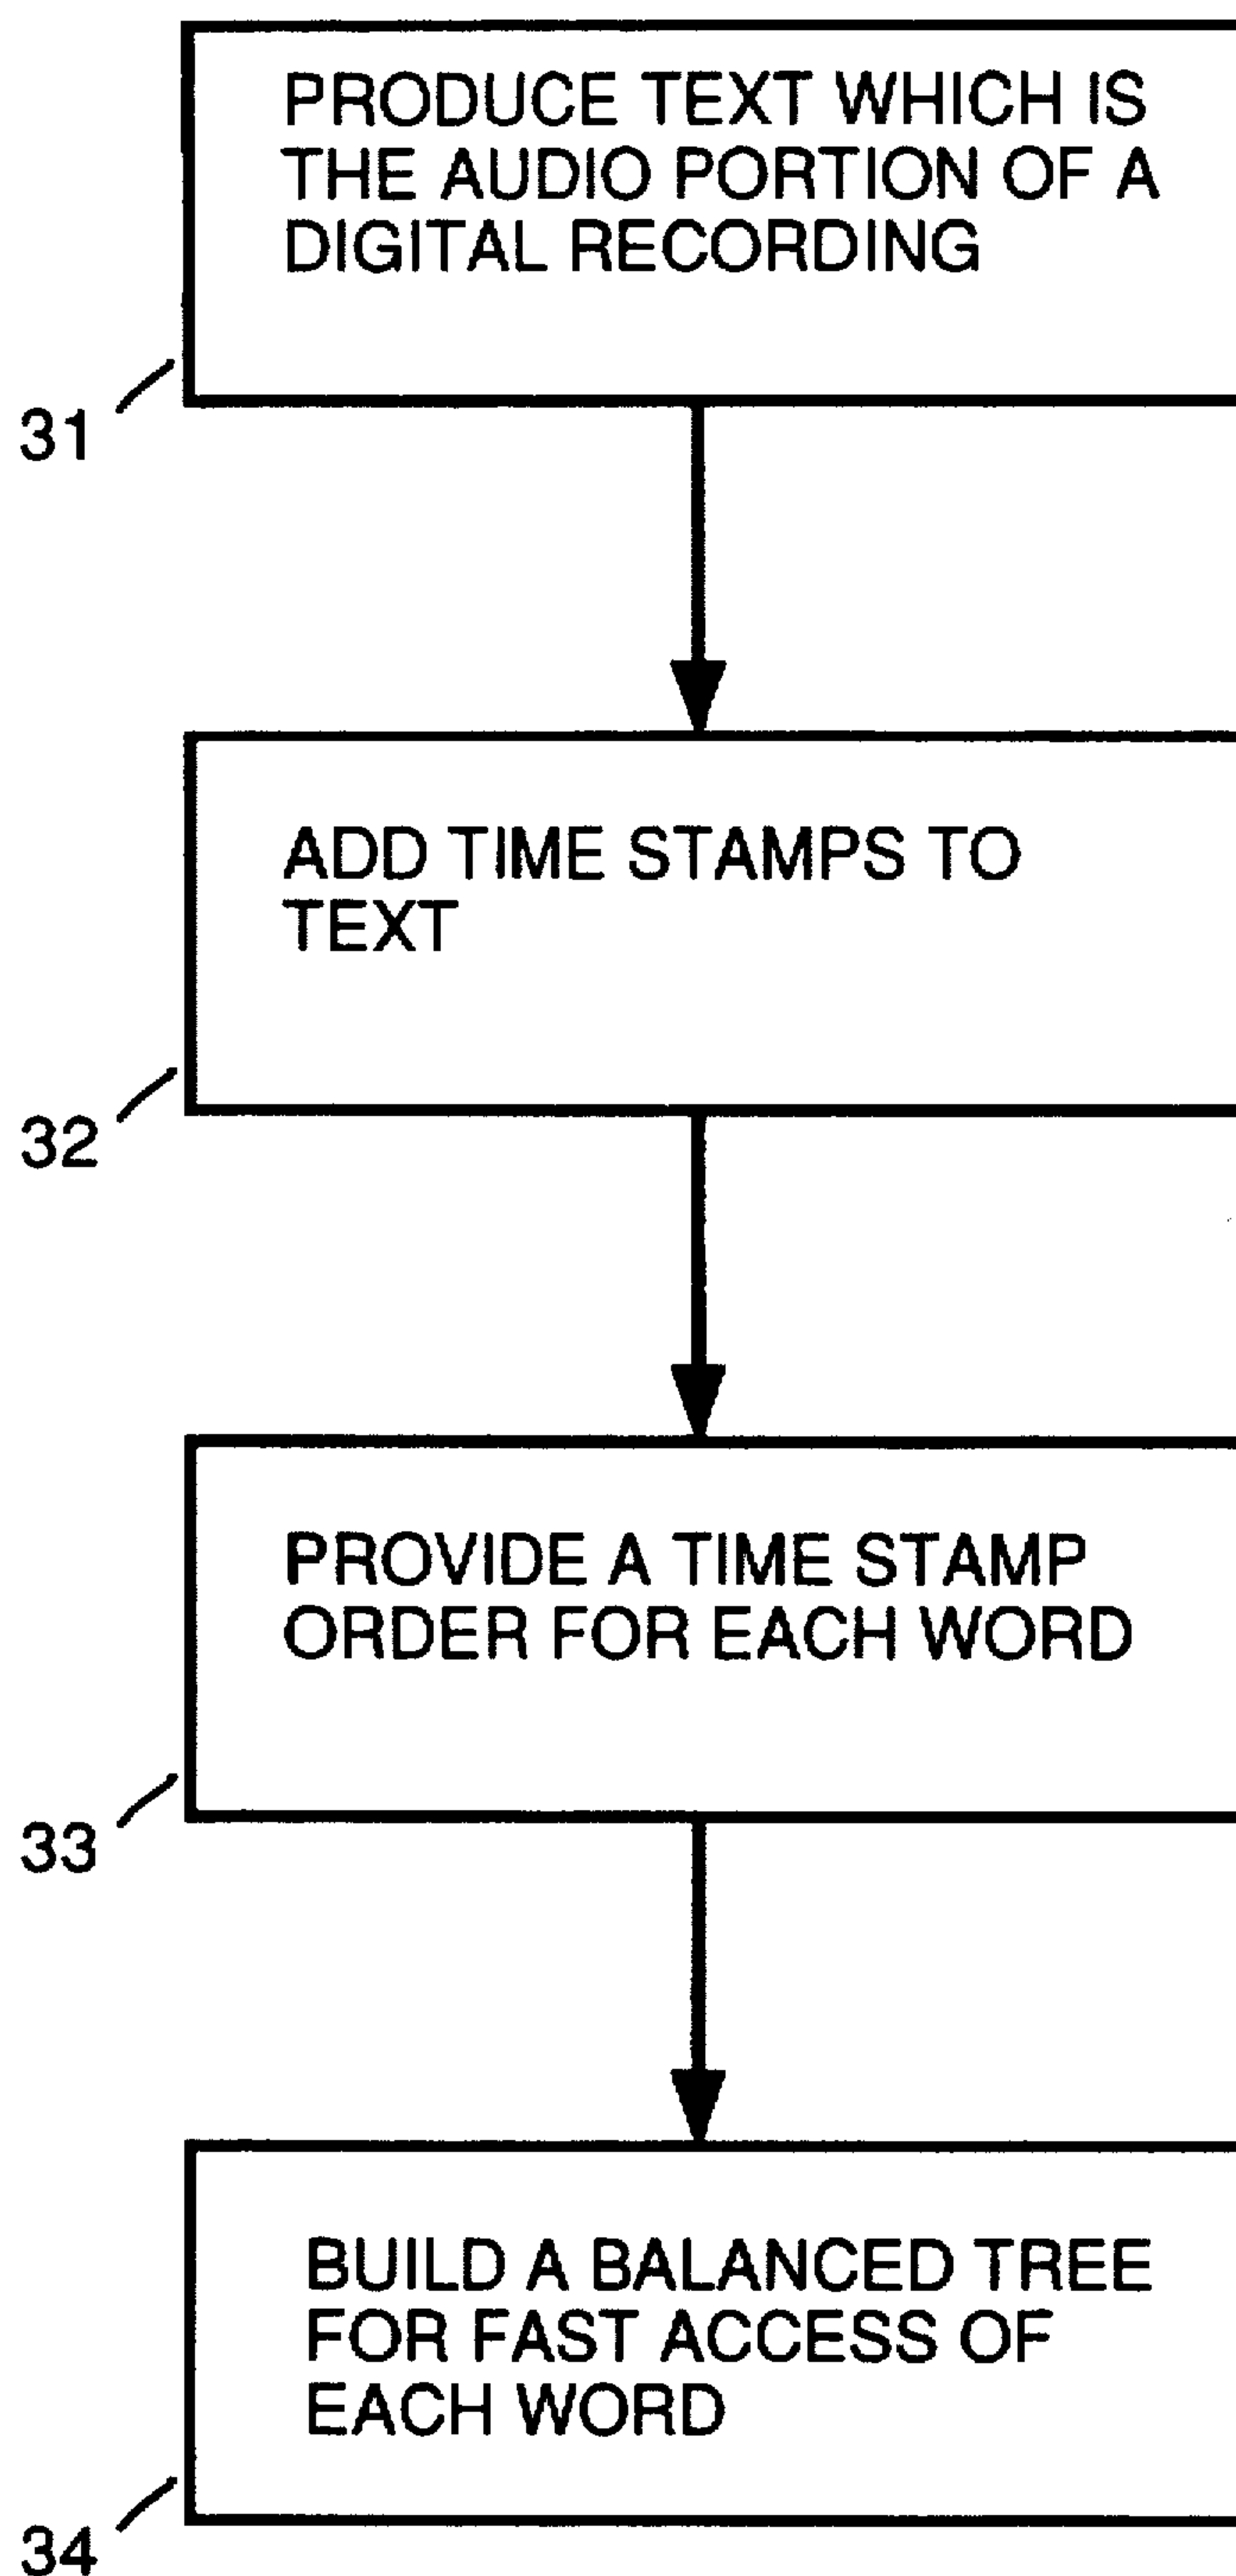 PRODUCE TEXT WHICH IS
THE AUDIO PORTION OF A
DIGITAL RECORDING
31
ADD TIME STAMPS TO
TEXT
32
PROVIDE A TIME STAMP
ORDER FOR EACH WORD
33
BUILD A BALANCED TREE
FOR FAST ACCESS OF
EACH WORD
34